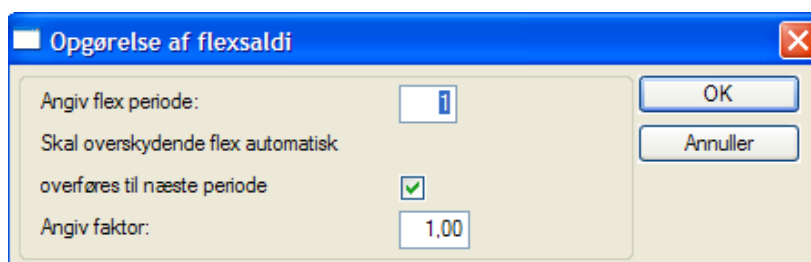 Opgørelse af flexsaldi
Angiv flex periode: 1
OK
Skal overskydende flex automatisk
Annuller
overføres til næste periode
Angiv faktor: 1,00